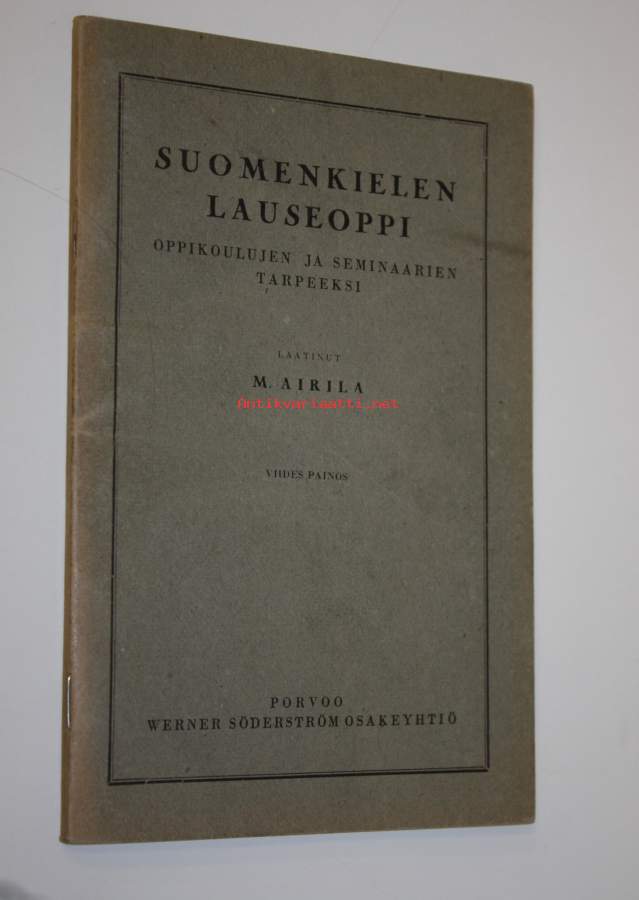 SUOMENKIELEN
LAUSEOPPI
OPPIKOULUJEN JA SEMINAARIEN
TARPEEKSI
LAATINUT
M. AIRILA
Antikvariaatti.net
VIIDES PAINOS
PORVOO
WERNER SÖDERSTRÖM OSAKEYHTIÖ